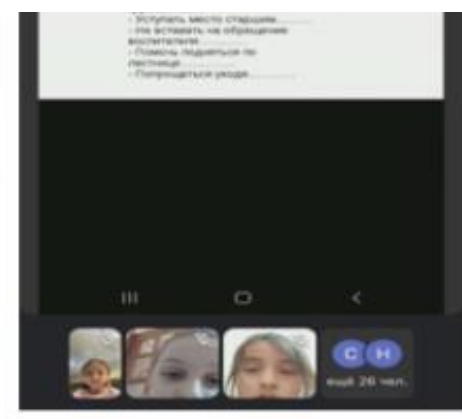 - Уступать место старшим............
- Не вставать на обращение
воспитателя...............
- Помочь подняться по
лестнице..................
- Попрощаться уходя..............
С Н
ещё 26 чел.